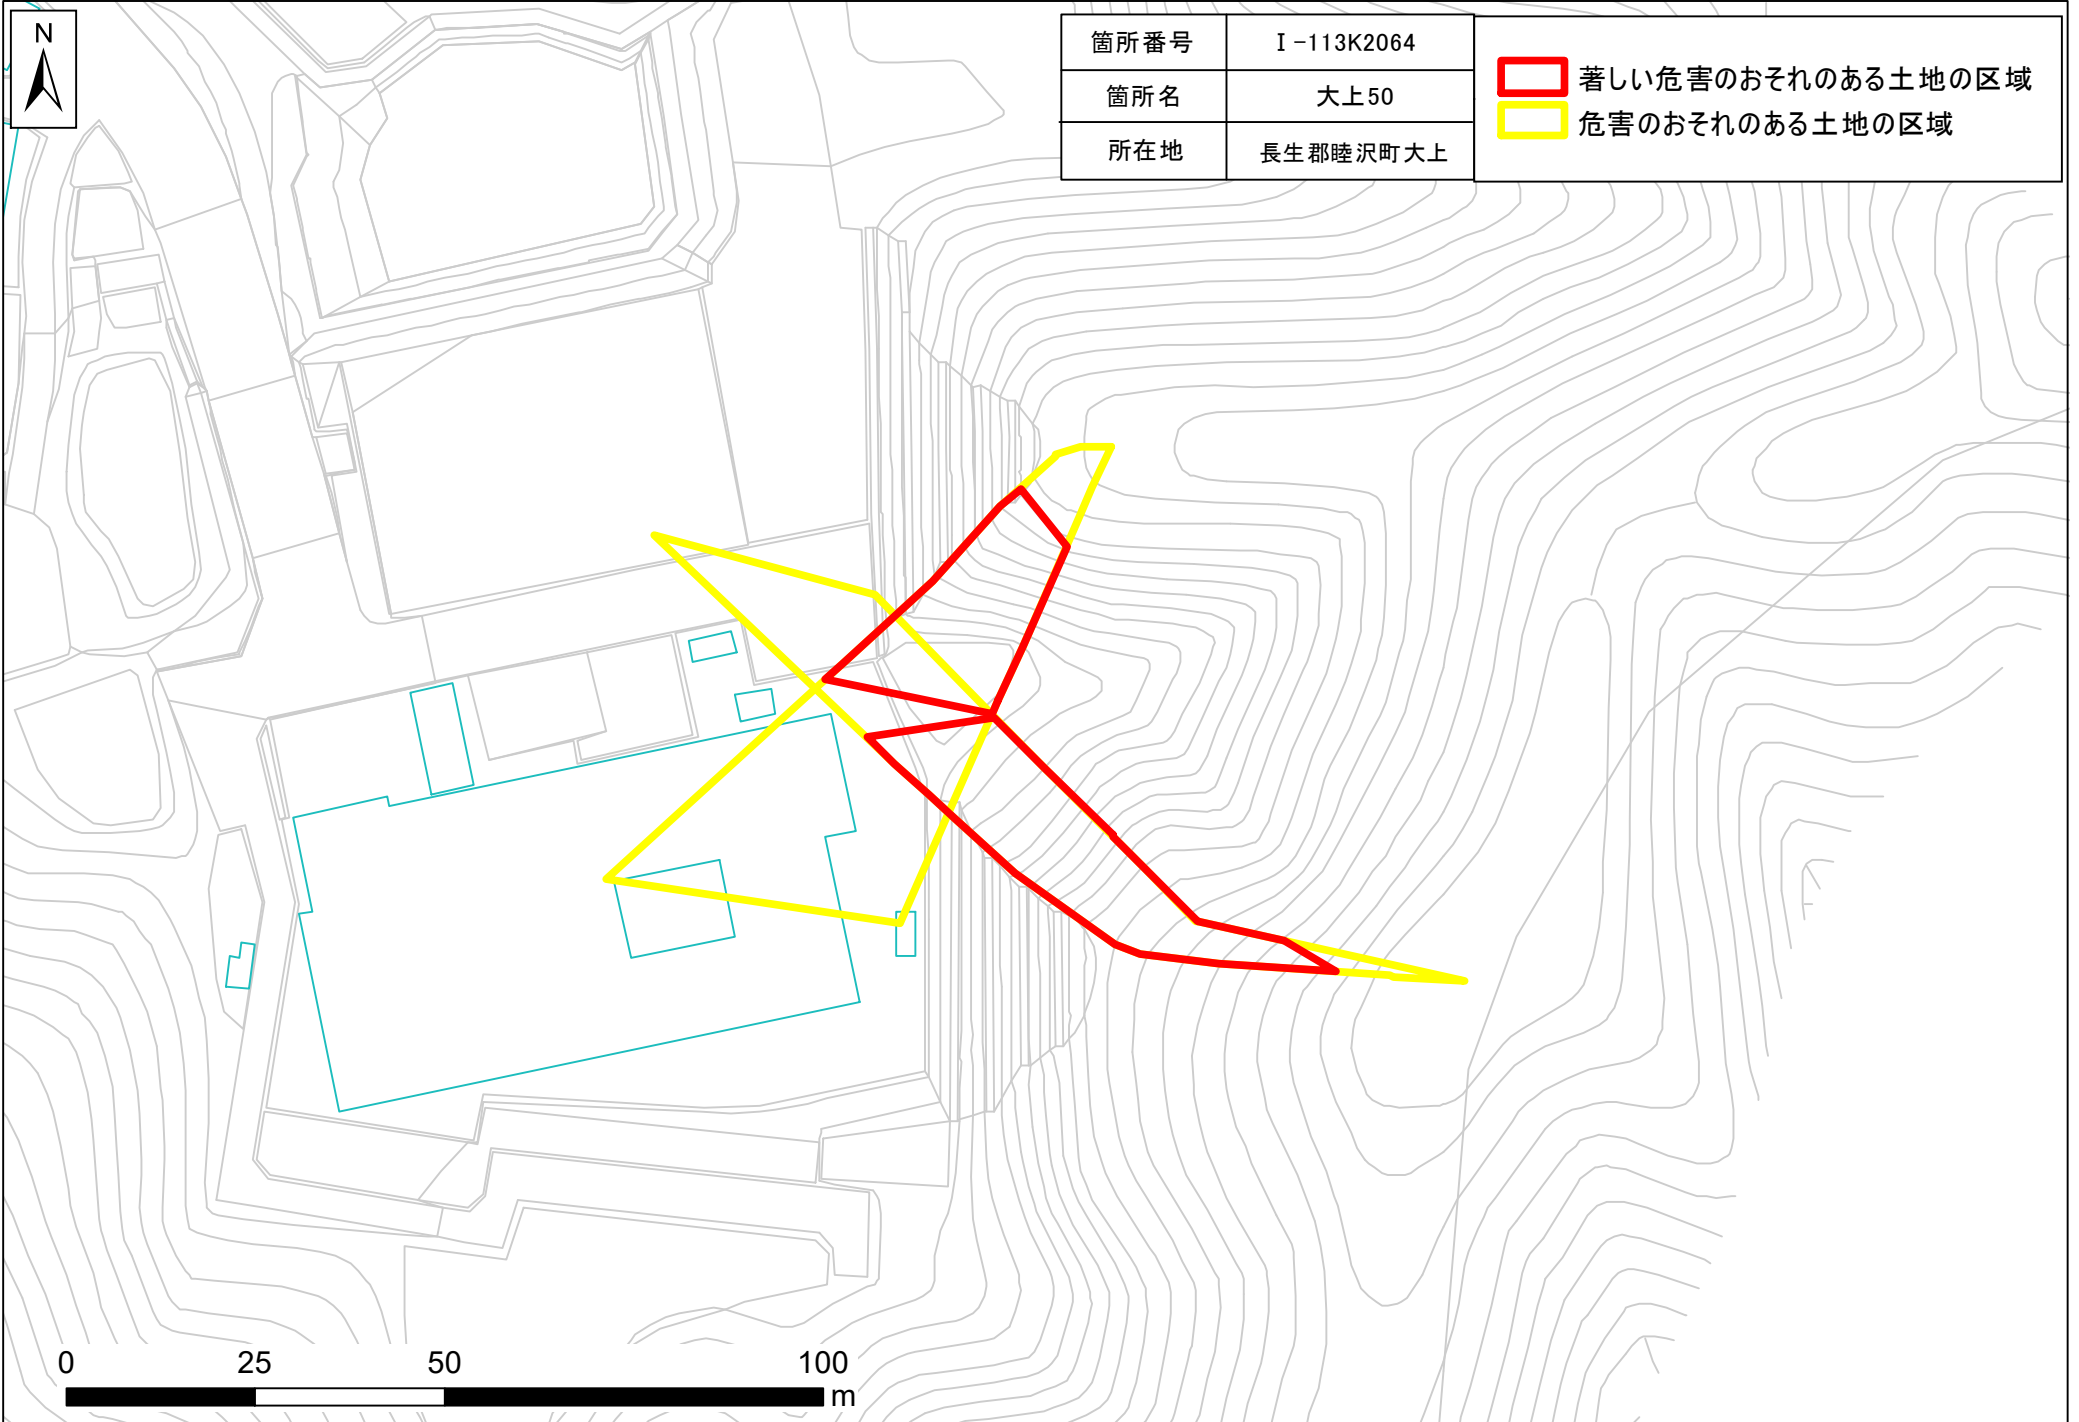 N
箇所番号 Ⅰ-113K2064
箇所名 大上50
所在地 長生郡睦沢町大上
著しい危害のおそれのある土地の区域
危害のおそれのある土地の区域
0 25 50 100
m